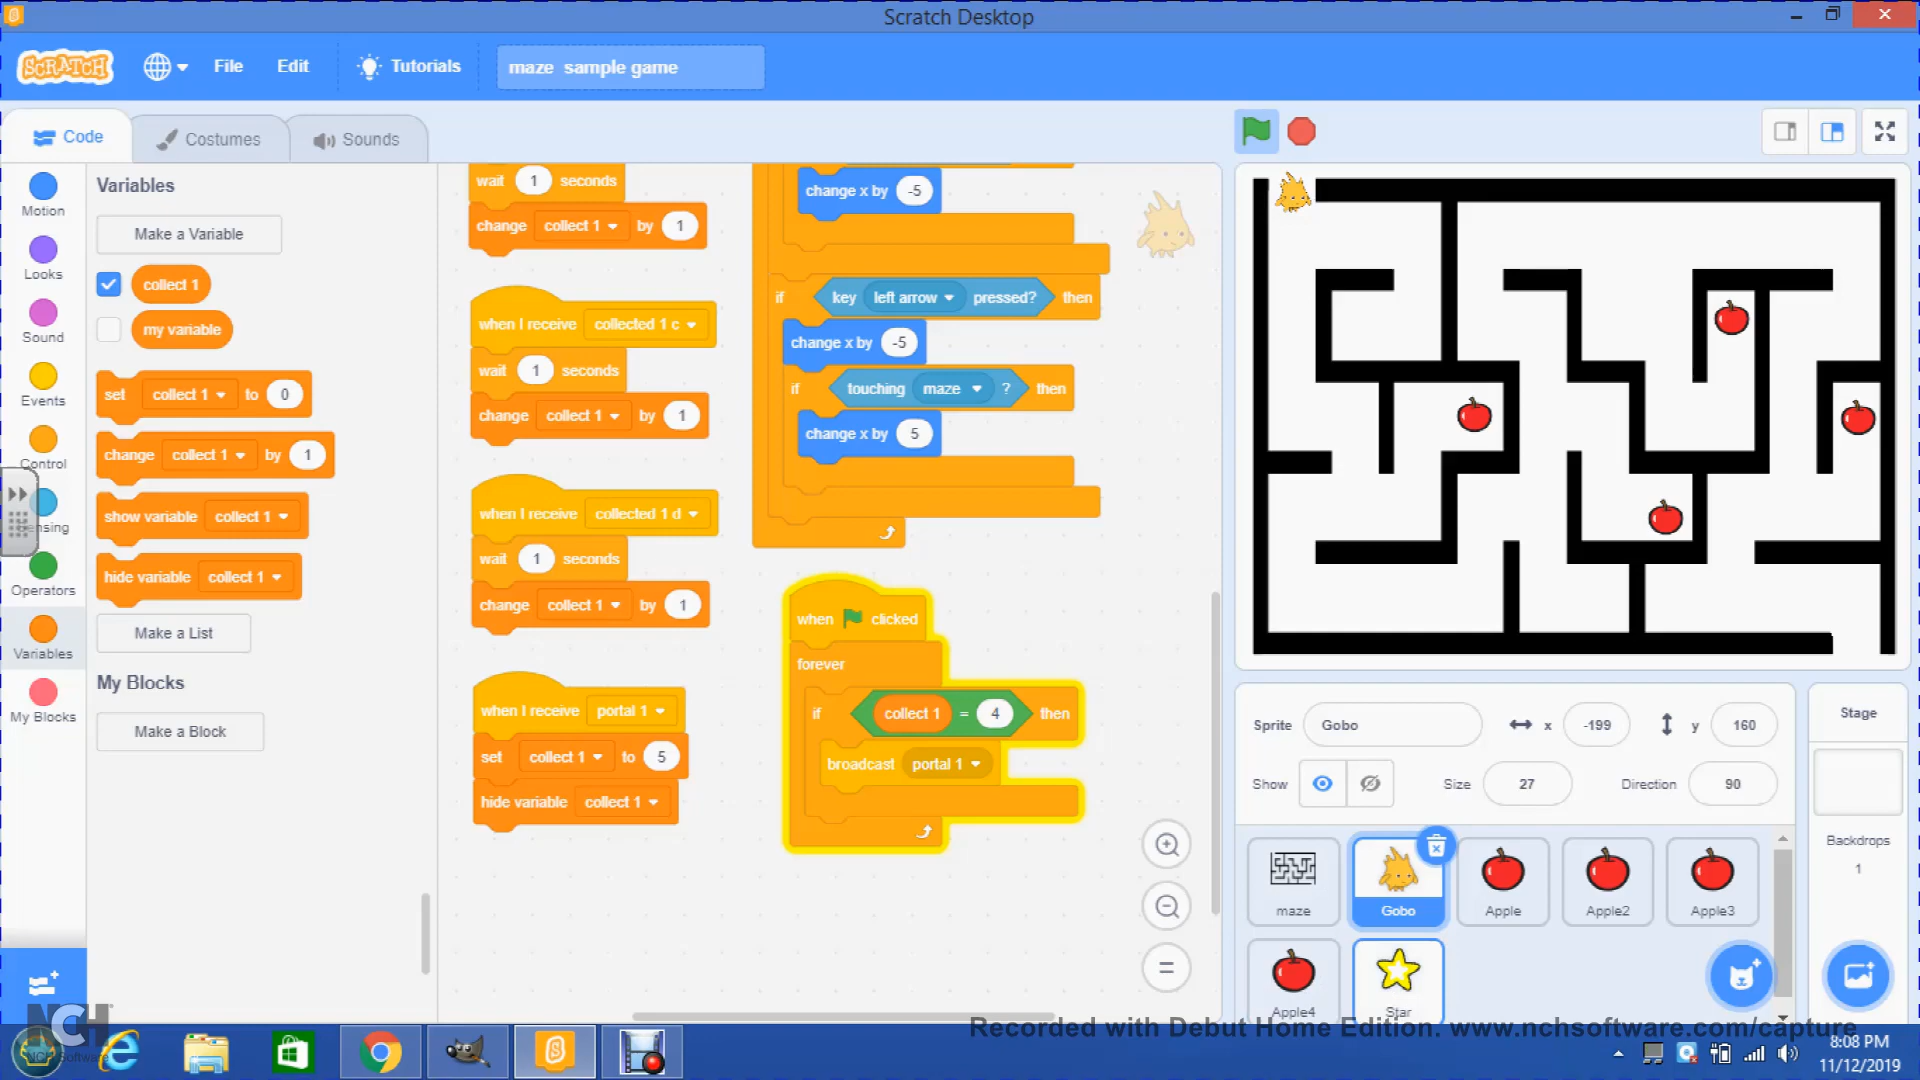 Scratch Desktop
SCRATCH
File
Edit
Tutorials
maze sample game
Code
Costumes
Sounds
Motion
Looks
Sound
Events
Control
Operators
Variables
My Blocks
Variables
Make a Variable
collect 1
my variable
set collect 1 to 0
change collect 1 by 1
show variable collect 1
hide variable collect 1
Make a List
My Blocks
Make a Block
wait 1 seconds
change collect 1 by 1
when I receive collected 1 c
wait 1 seconds
change collect 1 by 1
when I receive collected 1 d
wait 1 seconds
change collect 1 by 1
when I receive portal 1
set collect 1 to 5
hide variable collect 1
change x by -5
if key left arrow pressed? then
change x by -5
if touching maze ? then
change x by 5
when clicked
forever
if collect 1 = 4 then
broadcast portal 1
Sprite Gobo x -199 y 160
Show Size 27 Direction 90
maze
Gobo
Apple
Apple2
Apple3
Apple4
Star
Stage
Backdrops
1
NCH
NCH Software
Recorded with Debut Home Edition. www.nchsoftware.com/capture
8:08 PM
11/12/2019